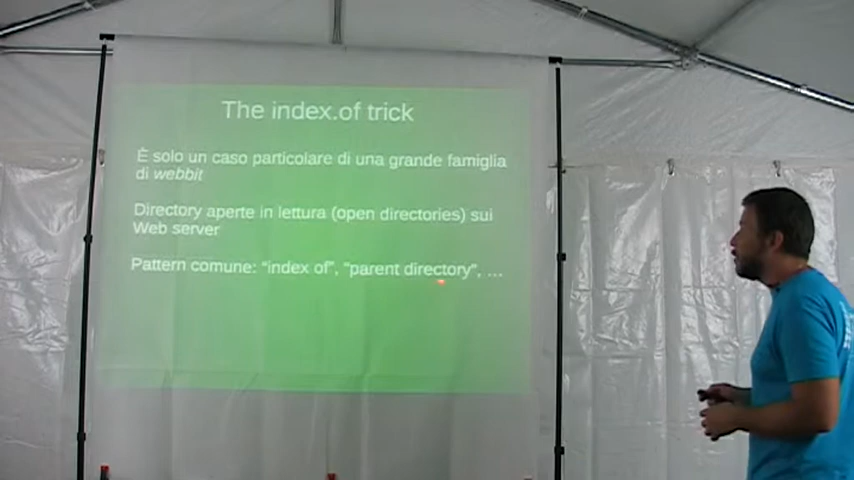 The index.of trick
È solo un caso particolare di una grande famiglia
di webbit
Directory aperte in lettura (open directories) sui
Web server
Pattern comune: “index of”, “parent directory”, ...